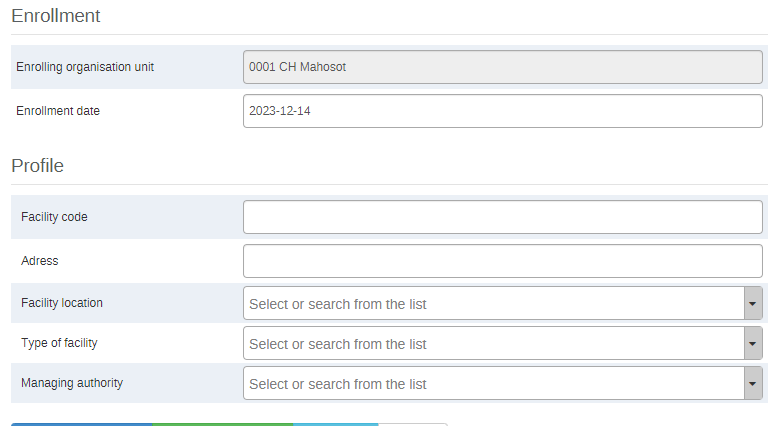 Enrollment
Enrolling organisation unit 0001 CH Mahosot
Enrollment date 2023-12-14
Profile
Facility code
Adress
Facility location Select or search from the list
Type of facility Select or search from the list
Managing authority Select or search from the list